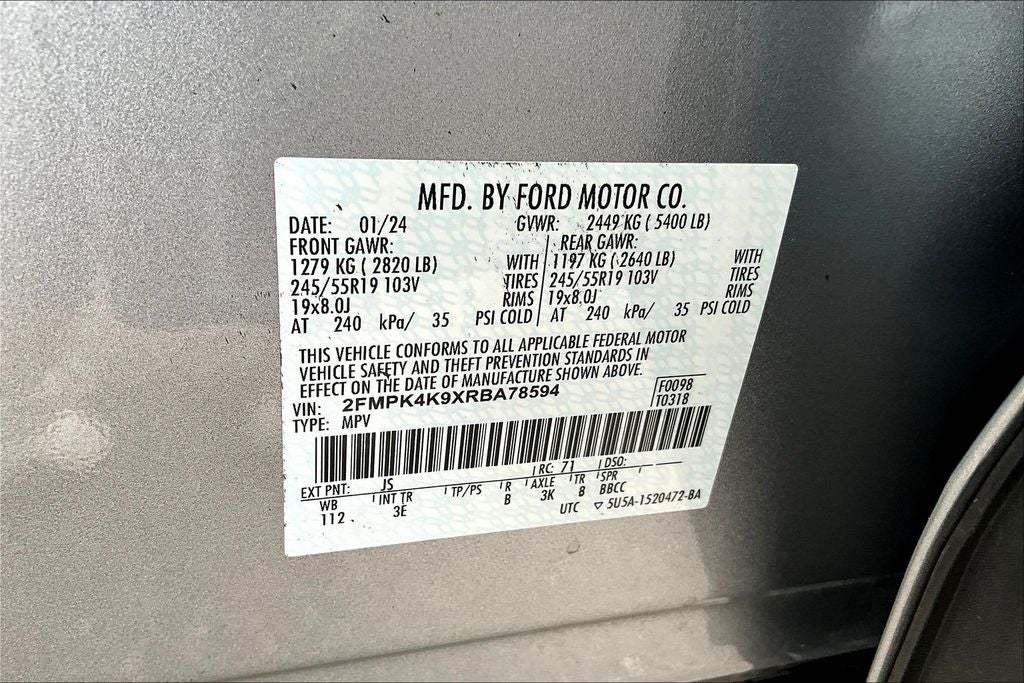 MFD. BY FORD MOTOR CO.
DATE: 01/24 GVWR: 2449 KG ( 5400 LB)
FRONT GAWR: REAR GAWR:
1279 KG ( 2820 LB) WITH 1197 KG ( 2640 LB) WITH
245/55R19 103V TIRES 245/55R19 103V TIRES
19x8.0J RIMS 19x8.0J RIMS
AT 240 kPa/ 35 PSI COLD AT 240 kPa/ 35 PSI COLD
THIS VEHICLE CONFORMS TO ALL APPLICABLE FEDERAL MOTOR
VEHICLE SAFETY AND THEFT PREVENTION STANDARDS IN
EFFECT ON THE DATE OF MANUFACTURE SHOWN ABOVE.
VIN: 2FMPK4K9XRBA78594 F0098
TYPE: MPV T0318
EXT PNT: JS RC: 71 DSO:
WB INT TR TP/PS R AXLE TR SPR
112 3E B 3K 8 BBCC
UTC ▽ 5U5A-1520472-BA